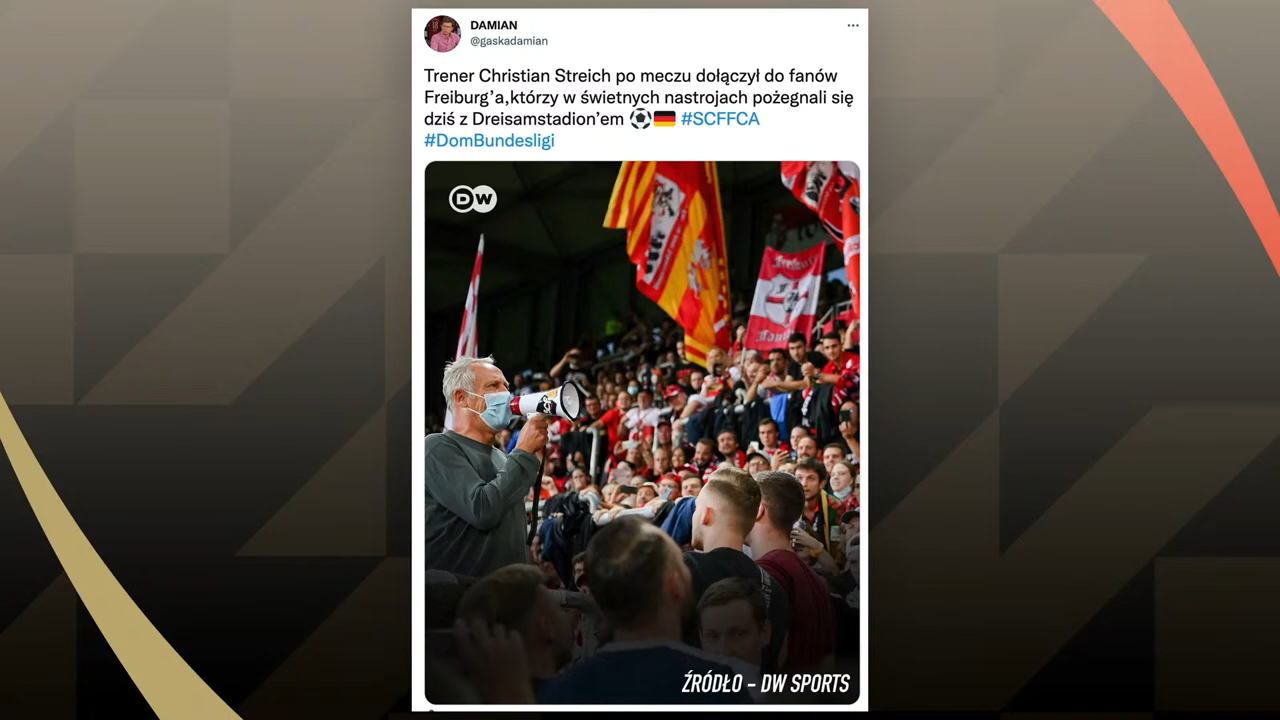 DAMIAN
@gaskadamian
Trener Christian Streich po meczu dołączył do fanów
Freiburg’a,którzy w świetnych nastrojach pożegnali się
dziś z Dreisamstadion’em ⚽🇩🇪 #SCFFCA
#DomBundesligi
DW
ŹRÓDŁO - DW SPORTS